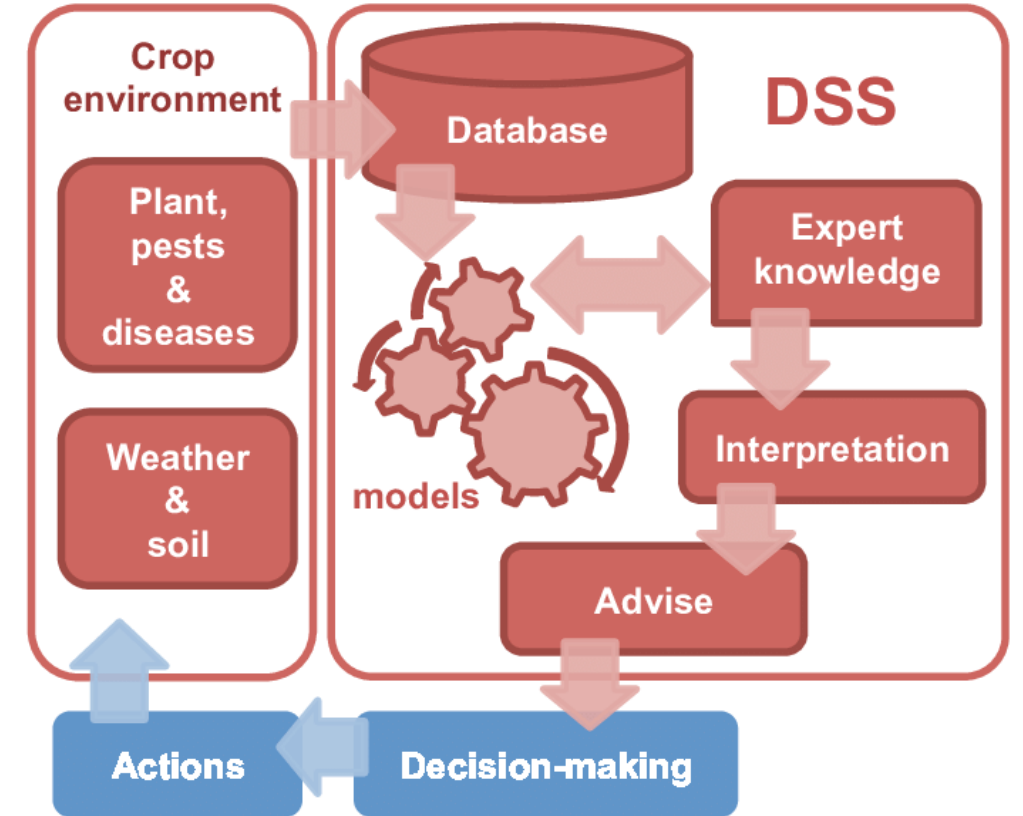 Crop
environment
Plant,
pests
&
diseases
Weather
&
soil
Database
DSS
Expert
knowledge
models
Interpretation
Advise
Actions
Decision-making